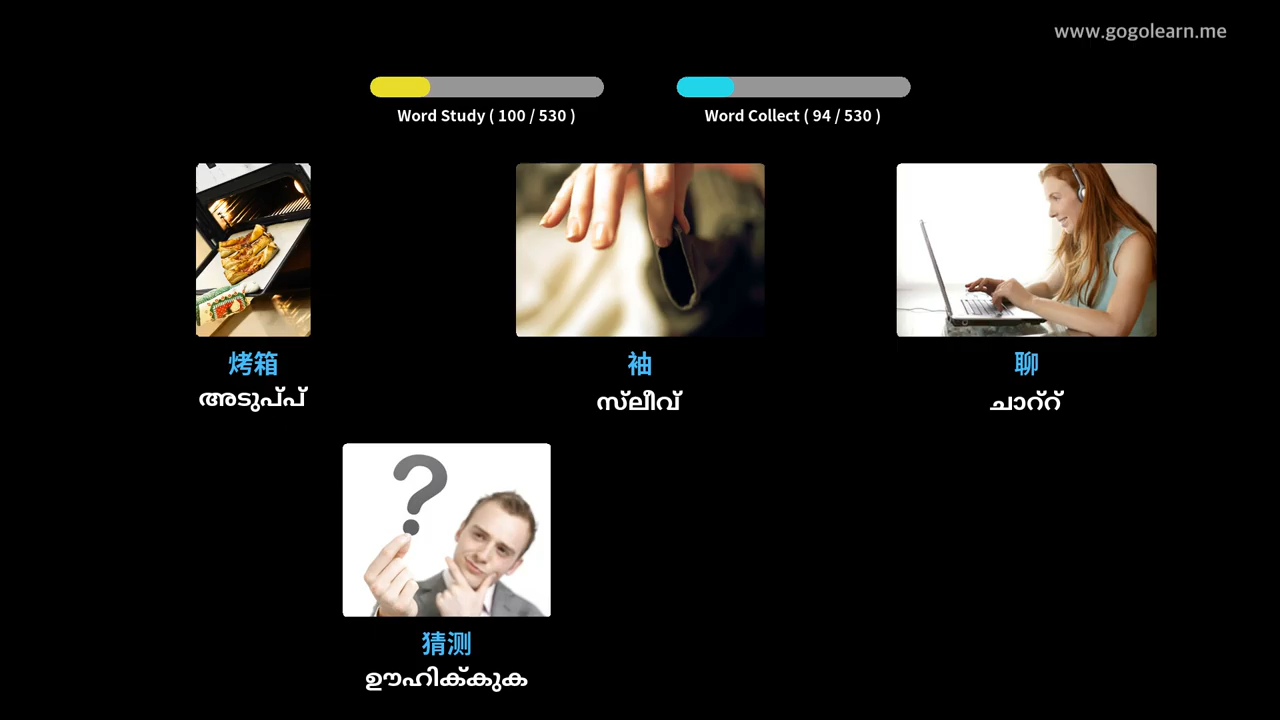 www.gogolearn.me
Word Study ( 100 / 530 )
Word Collect ( 94 / 530 )
烤箱
袖
聊
അടുപ്പ്
സ്ലീവ്
ചാറ്റ്
猜测
ഊഹിക്കുക